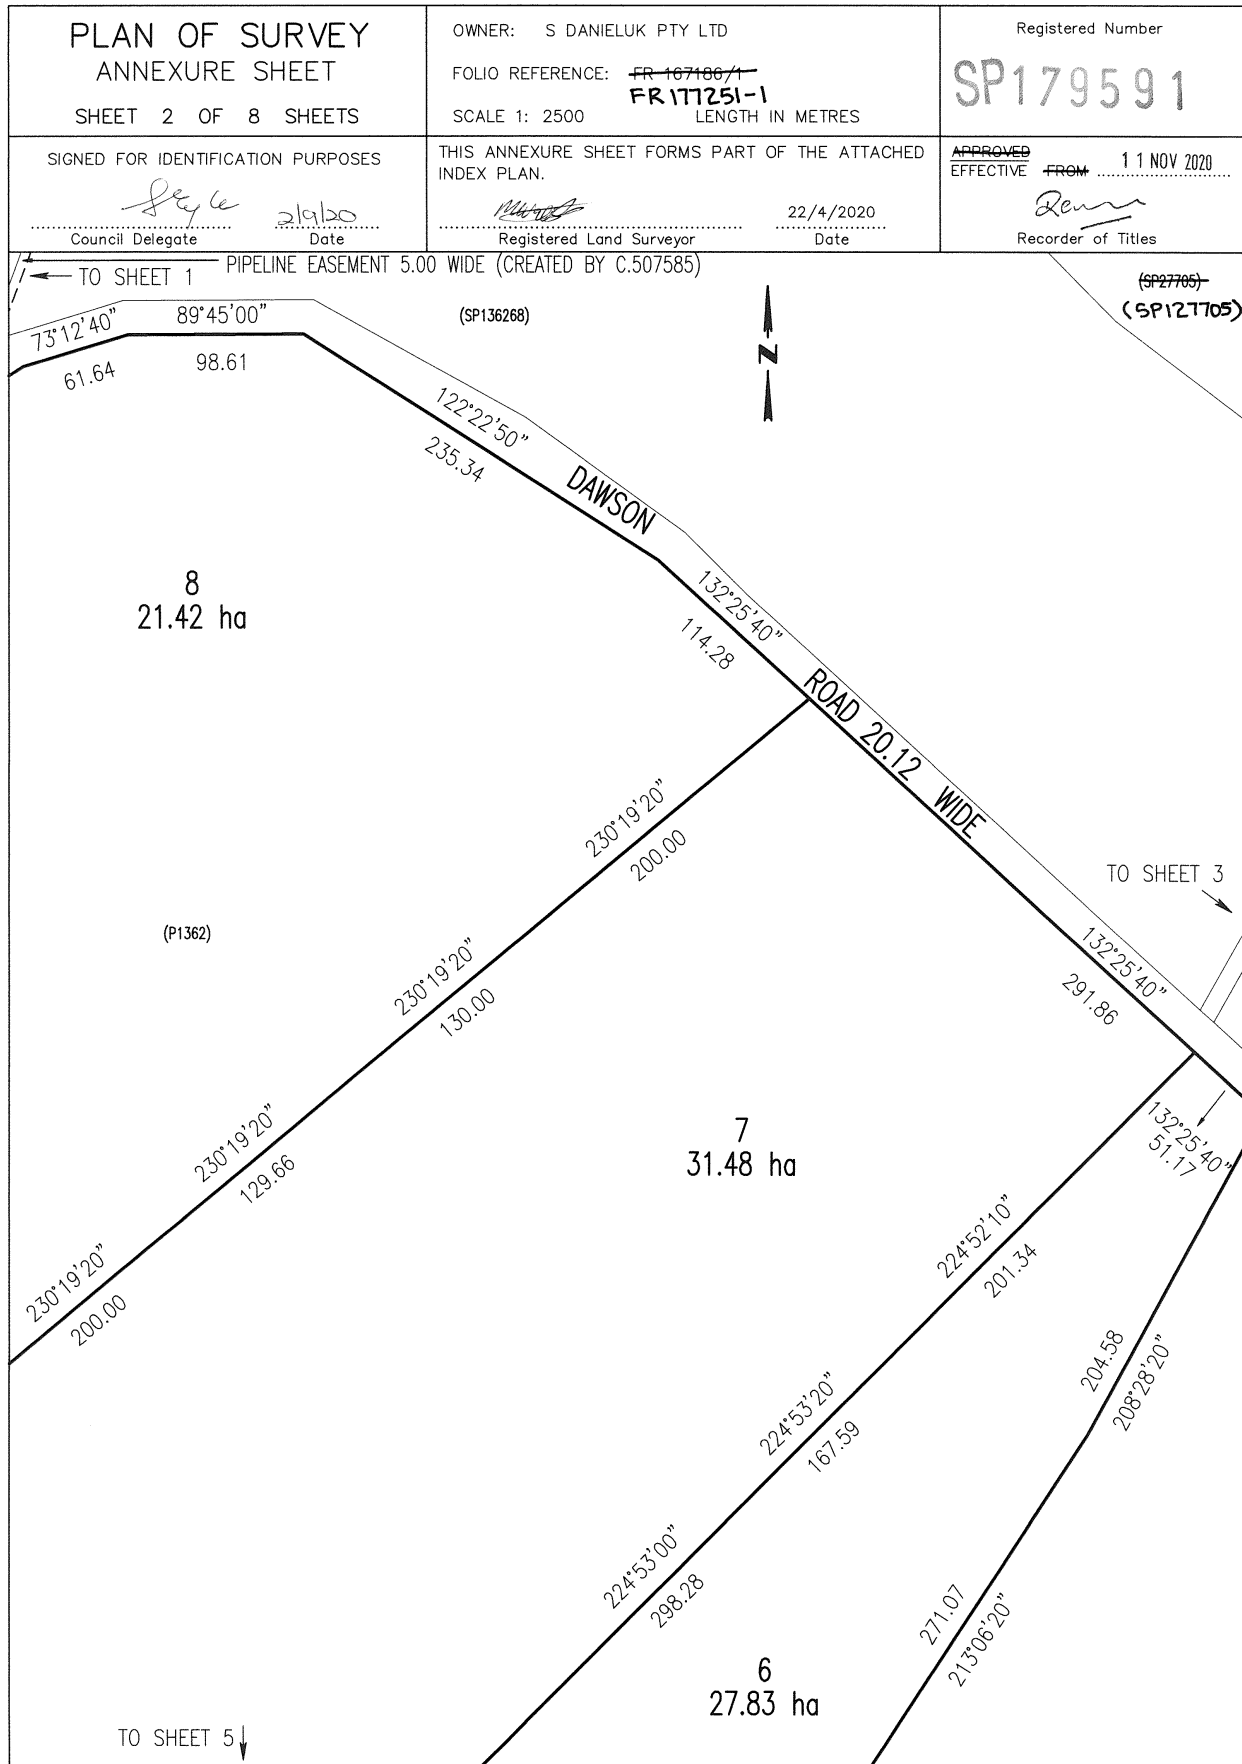 PLAN OF SURVEY
ANNEXURE SHEET
SHEET 2 OF 8 SHEETS
OWNER: S DANIELUK PTY LTD
FOLIO REFERENCE: FR 167186/1
FR177251-1
SCALE 1: 2500 LENGTH IN METRES
Registered Number
SP179591
SIGNED FOR IDENTIFICATION PURPOSES
2/9/20
Council Delegate Date
THIS ANNEXURE SHEET FORMS PART OF THE ATTACHED
INDEX PLAN.
22/4/2020
Registered Land Surveyor Date
APPROVED
EFFECTIVE FROM 11 NOV 2020
Recorder of Titles
PIPELINE EASEMENT 5.00 WIDE (CREATED BY C.507585)
TO SHEET 1
(SP27705)
(SP127705)
(SP136268)
73°12'40"
61.64
89°45'00"
98.61
N
122°22'50"
235.34
DAWSON
8
21.42 ha
132°25'40"
114.28
ROAD 20.12 WIDE
230°19'20"
200.00
TO SHEET 3
(P1362)
132°25'40"
291.86
230°19'20"
130.00
7
31.48 ha
132°25'40"
51.17
230°19'20"
129.66
224°52'10"
201.34
230°19'20"
200.00
204.58
208°28'20"
224°53'20"
167.59
224°53'00"
298.28
271.07
213°06'20"
6
27.83 ha
TO SHEET 5